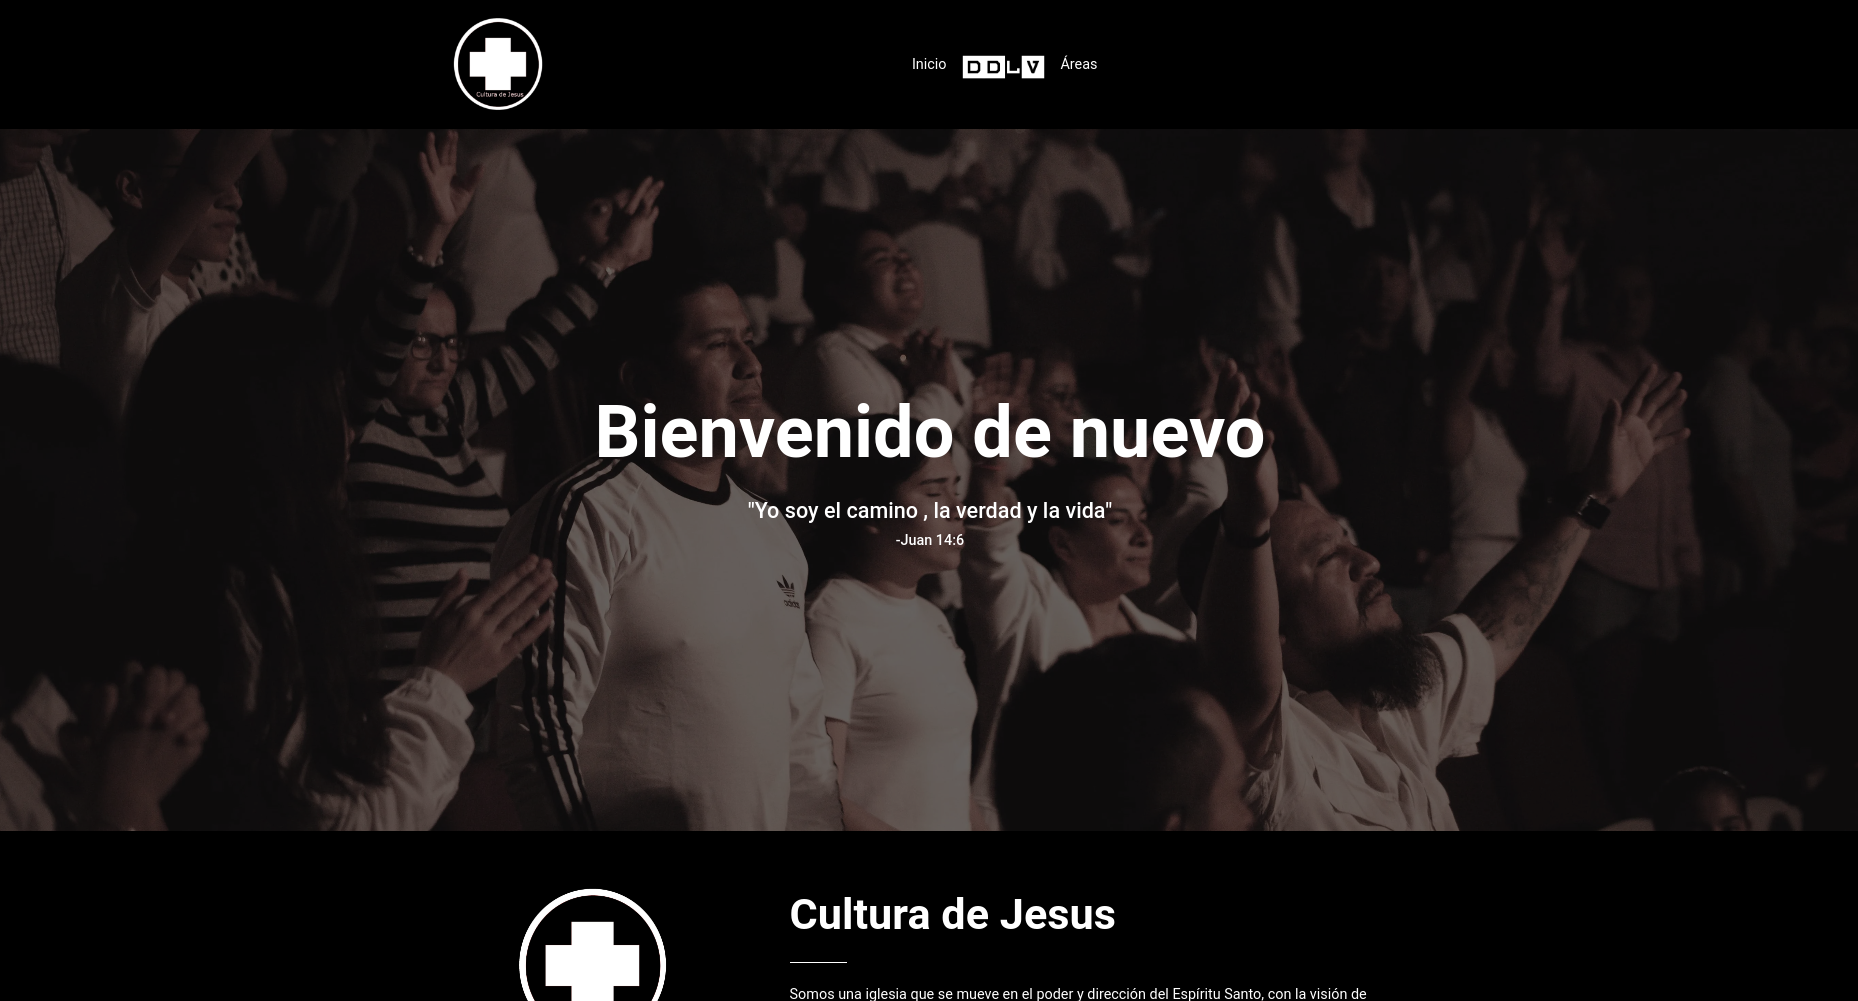 Cultura de Jesus
Inicio DDLV Áreas
Bienvenido de nuevo
"Yo soy el camino , la verdad y la vida"
-Juan 14:6
adidas
Cultura de Jesus
Somos una iglesia que se mueve en el poder y dirección del Espíritu Santo, con la visión de